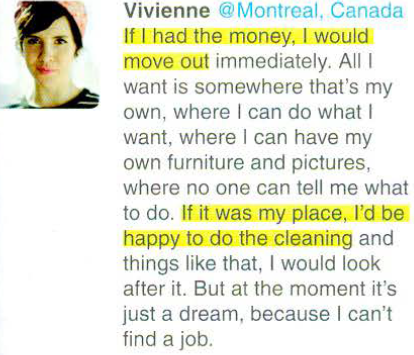 Vivienne @Montreal, Canada
If I had the money, I would
move out immediately. All I
want is somewhere that's my
own, where I can do what I
want, where I can have my
own furniture and pictures,
where no one can tell me what
to do. If it was my place, I'd be
happy to do the cleaning and
things like that, I would look
after it. But at the moment it's
just a dream, because I can't
find a job.